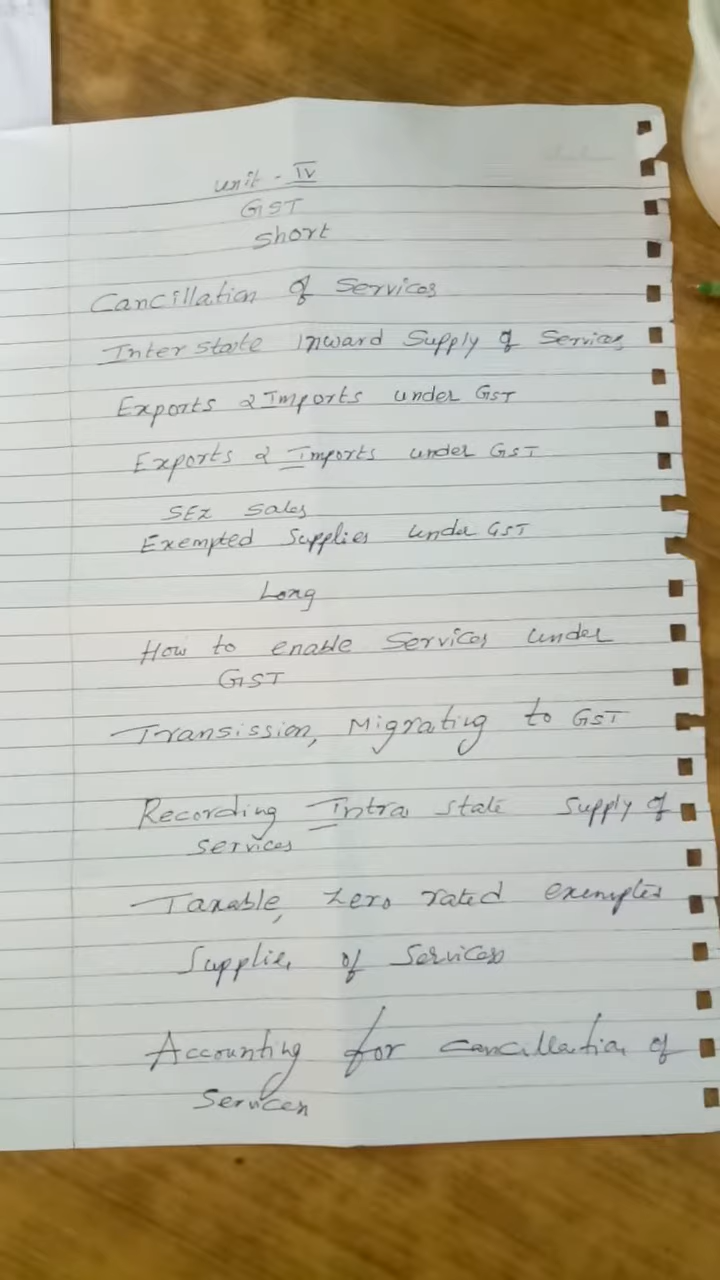 unit - IV
GST
Short
Cancillation of Services
Inter state inward Supply of Services
Exports & Imports under GST
Exports & Imports under GST
SEZ Sales
Exempted Supplies under GST
Long
How to enable Services under
GST
Transission, Migrating to GST
Recording Intra state Supply of
Services
Taxable, Zero rated exempted
Supplies of Services
Accounting for cancillation of
Services